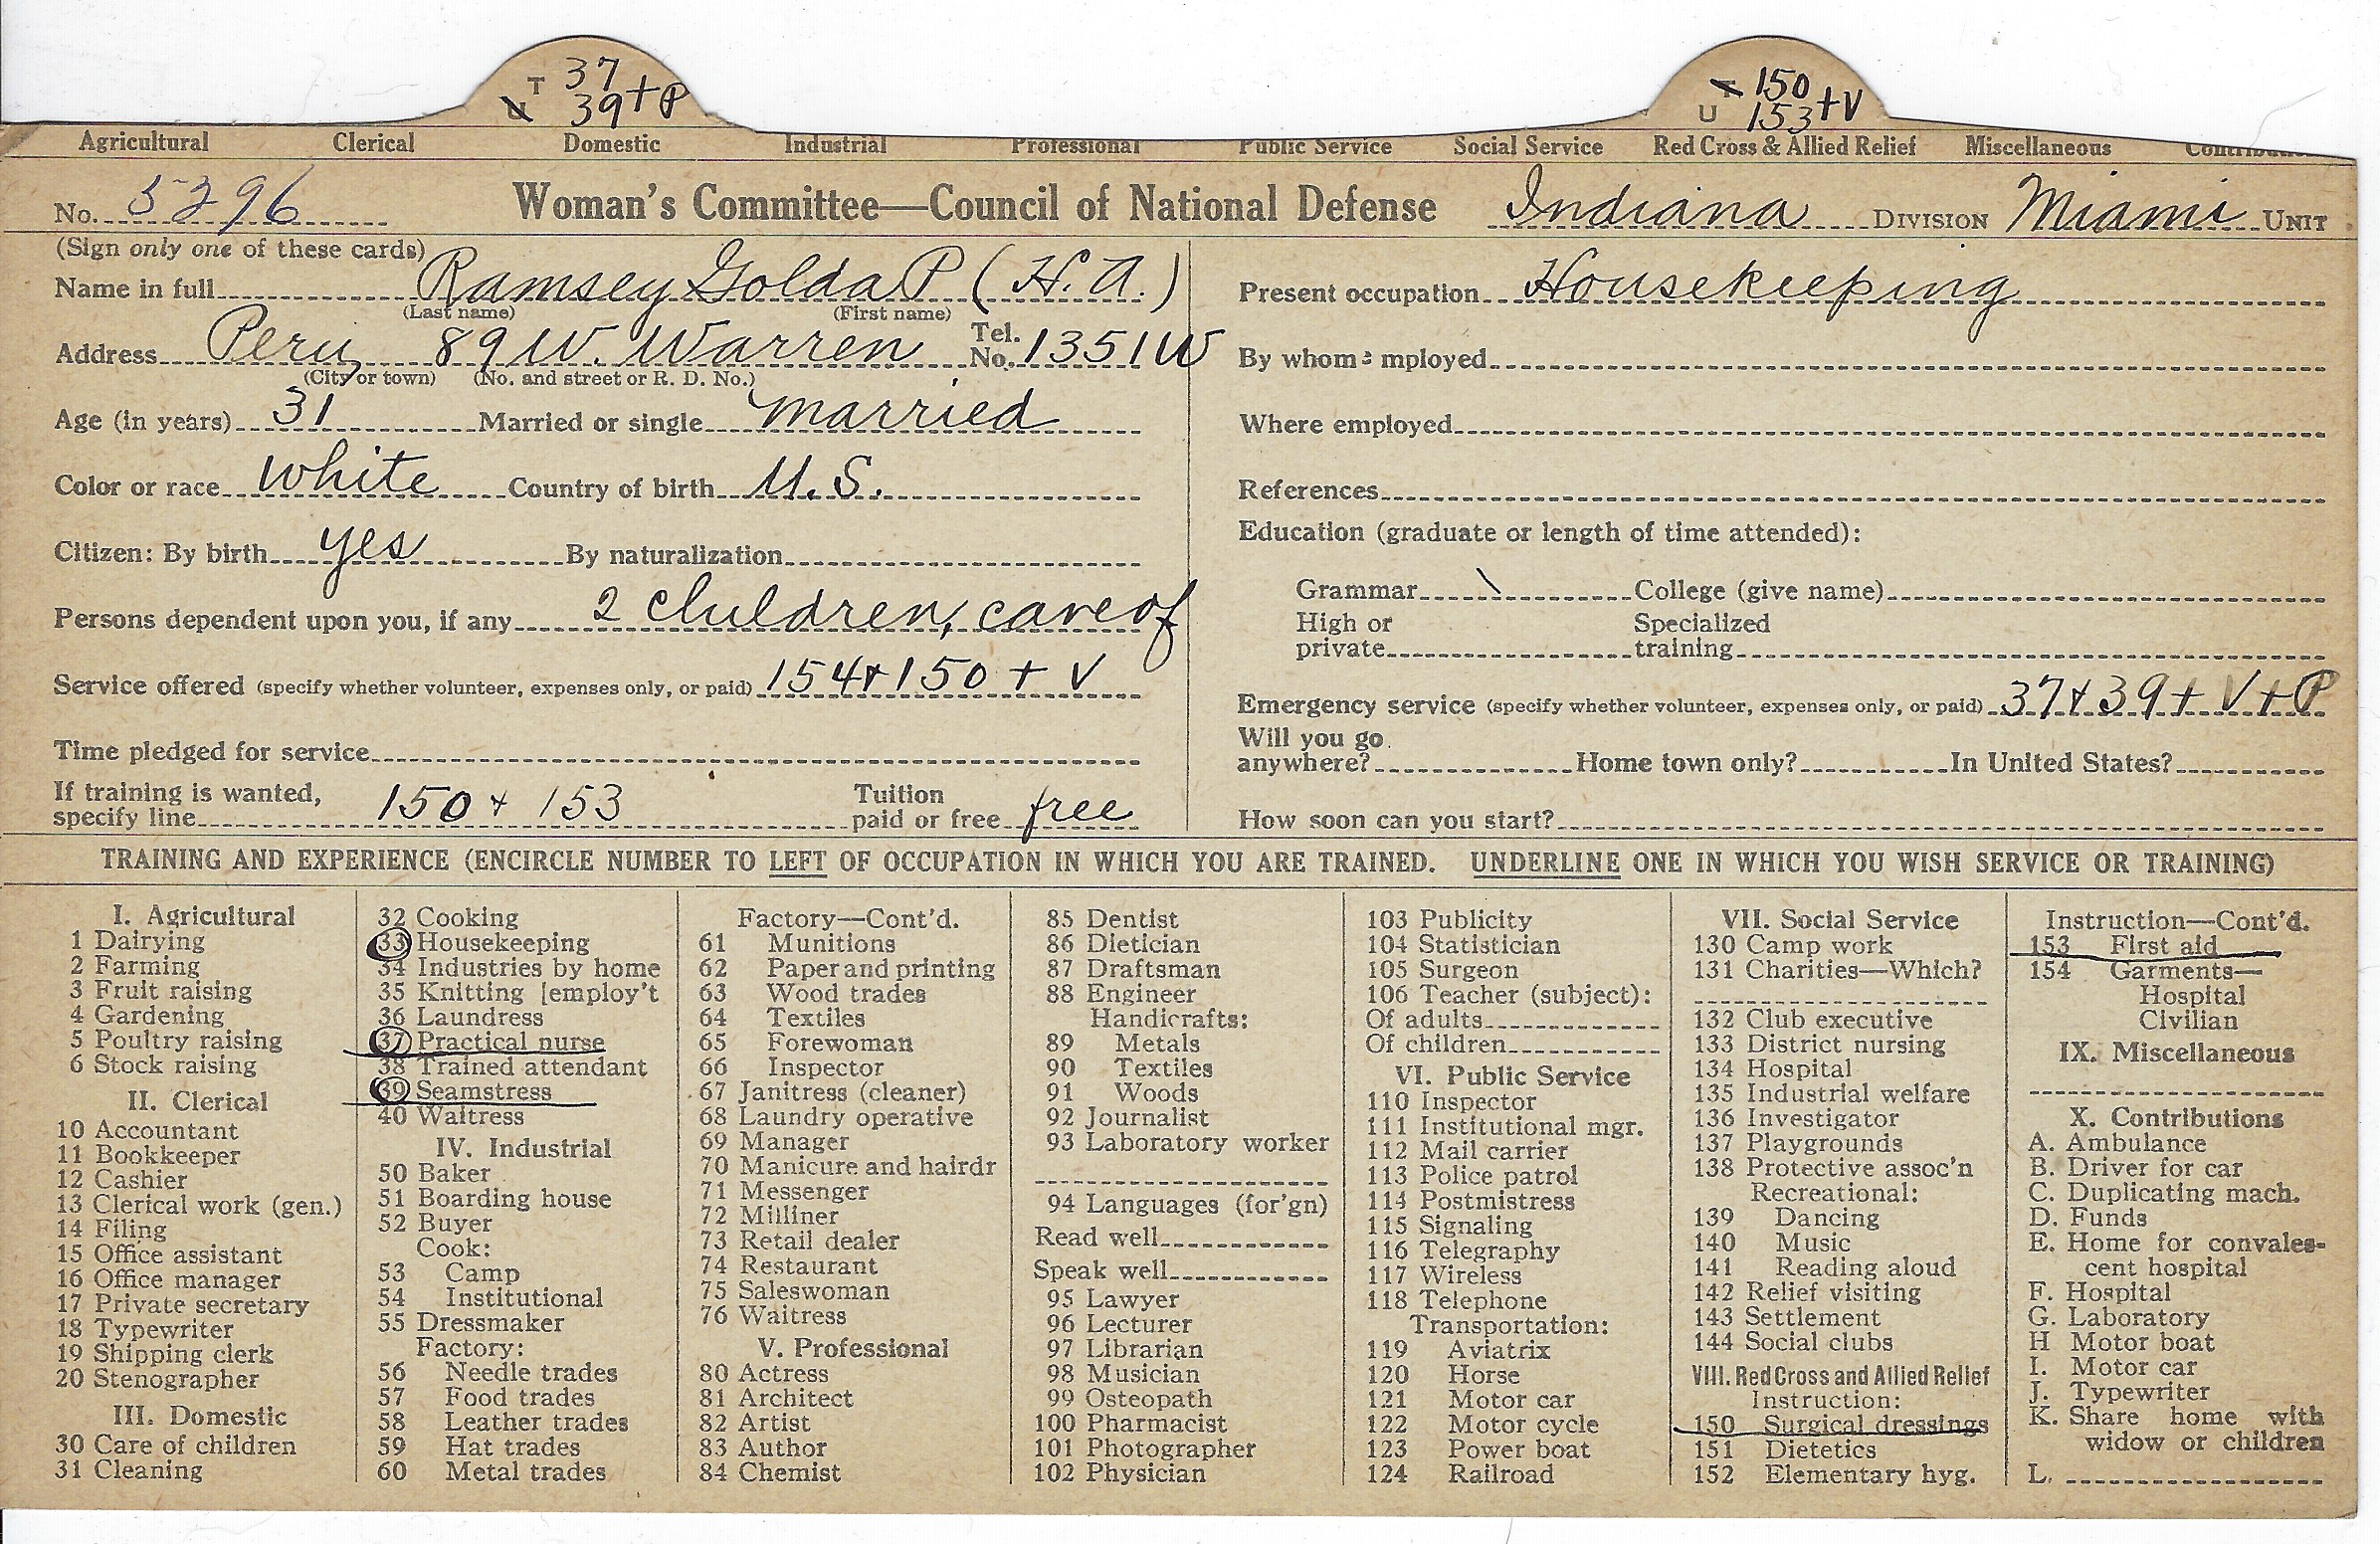 T 37
U 39 + P
T 150
U 153 + V
Agricultural Clerical Domestic Industrial Professional Public Service Social Service Red Cross & Allied Relief Miscellaneous
No. 5296 Woman's Committee—Council of National Defense Indiana DIVISION Miami UNIT
(Sign only one of these cards)
Name in full Ramsey Golda P (H. A.)
(Last name) (First name)
Address Peru 89 W. Warren Tel. No. 1351W
(City or town) (No. and street or R. D. No.)
Age (in years) 31 Married or single married
Color or race white Country of birth U. S.
Citizen: By birth yes By naturalization
Persons dependent upon you, if any 2 children, care of
Service offered (specify whether volunteer, expenses only, or paid) 154 + 150 + V
Time pledged for service
If training is wanted,
specify line 150 + 153 Tuition paid or free free
Present occupation Housekeeping
By whom employed
Where employed
References
Education (graduate or length of time attended):
Grammar \ College (give name)
High or private Specialized training
Emergency service (specify whether volunteer, expenses only, or paid) 37 + 39 + V + P
Will you go
anywhere? Home town only? In United States?
How soon can you start?
TRAINING AND EXPERIENCE (ENCIRCLE NUMBER TO LEFT OF OCCUPATION IN WHICH YOU ARE TRAINED. UNDERLINE ONE IN WHICH YOU WISH SERVICE OR TRAINING)
I. Agricultural
1 Dairying
2 Farming
3 Fruit raising
4 Gardening
5 Poultry raising
6 Stock raising
II. Clerical
10 Accountant
11 Bookkeeper
12 Cashier
13 Clerical work (gen.)
14 Filing
15 Office assistant
16 Office manager
17 Private secretary
18 Typewriter
19 Shipping clerk
20 Stenographer
III. Domestic
30 Care of children
31 Cleaning
32 Cooking
33 Housekeeping
34 Industries by home
35 Knitting [employ't
36 Laundress
37 Practical nurse
38 Trained attendant
39 Seamstress
40 Waitress
IV. Industrial
50 Baker
51 Boarding house
52 Buyer
Cook:
53 Camp
54 Institutional
55 Dressmaker
Factory:
56 Needle trades
57 Food trades
58 Leather trades
59 Hat trades
60 Metal trades
Factory—Cont'd.
61 Munitions
62 Paper and printing
63 Wood trades
64 Textiles
65 Forewoman
66 Inspector
67 Janitress (cleaner)
68 Laundry operative
69 Manager
70 Manicure and hairdr
71 Messenger
72 Milliner
73 Retail dealer
74 Restaurant
75 Saleswoman
76 Waitress
V. Professional
80 Actress
81 Architect
82 Artist
83 Author
84 Chemist
85 Dentist
86 Dietician
87 Draftsman
88 Engineer
Handicrafts:
89 Metals
90 Textiles
91 Woods
92 Journalist
93 Laboratory worker
94 Languages (for'gn)
Read well
Speak well
95 Lawyer
96 Lecturer
97 Librarian
98 Musician
99 Osteopath
100 Pharmacist
101 Photographer
102 Physician
103 Publicity
104 Statistician
105 Surgeon
106 Teacher (subject):
Of adults
Of children
VI. Public Service
110 Inspector
111 Institutional mgr.
112 Mail carrier
113 Police patrol
114 Postmistress
115 Signaling
116 Telegraphy
117 Wireless
118 Telephone
Transportation:
119 Aviatrix
120 Horse
121 Motor car
122 Motor cycle
123 Power boat
124 Railroad
VII. Social Service
130 Camp work
131 Charities—Which?
132 Club executive
133 District nursing
134 Hospital
135 Industrial welfare
136 Investigator
137 Playgrounds
138 Protective assoc'n
Recreational:
139 Dancing
140 Music
141 Reading aloud
142 Relief visiting
143 Settlement
144 Social clubs
VIII. Red Cross and Allied Relief
Instruction:
150 Surgical dressings
151 Dietetics
152 Elementary hyg.
Instruction—Cont'd.
153 First aid
154 Garments—
Hospital
Civilian
IX. Miscellaneous
X. Contributions
A. Ambulance
B. Driver for car
C. Duplicating mach.
D. Funds
E. Home for convales-
cent hospital
F. Hospital
G. Laboratory
H Motor boat
I. Motor car
J. Typewriter
K. Share home with
widow or children
L.